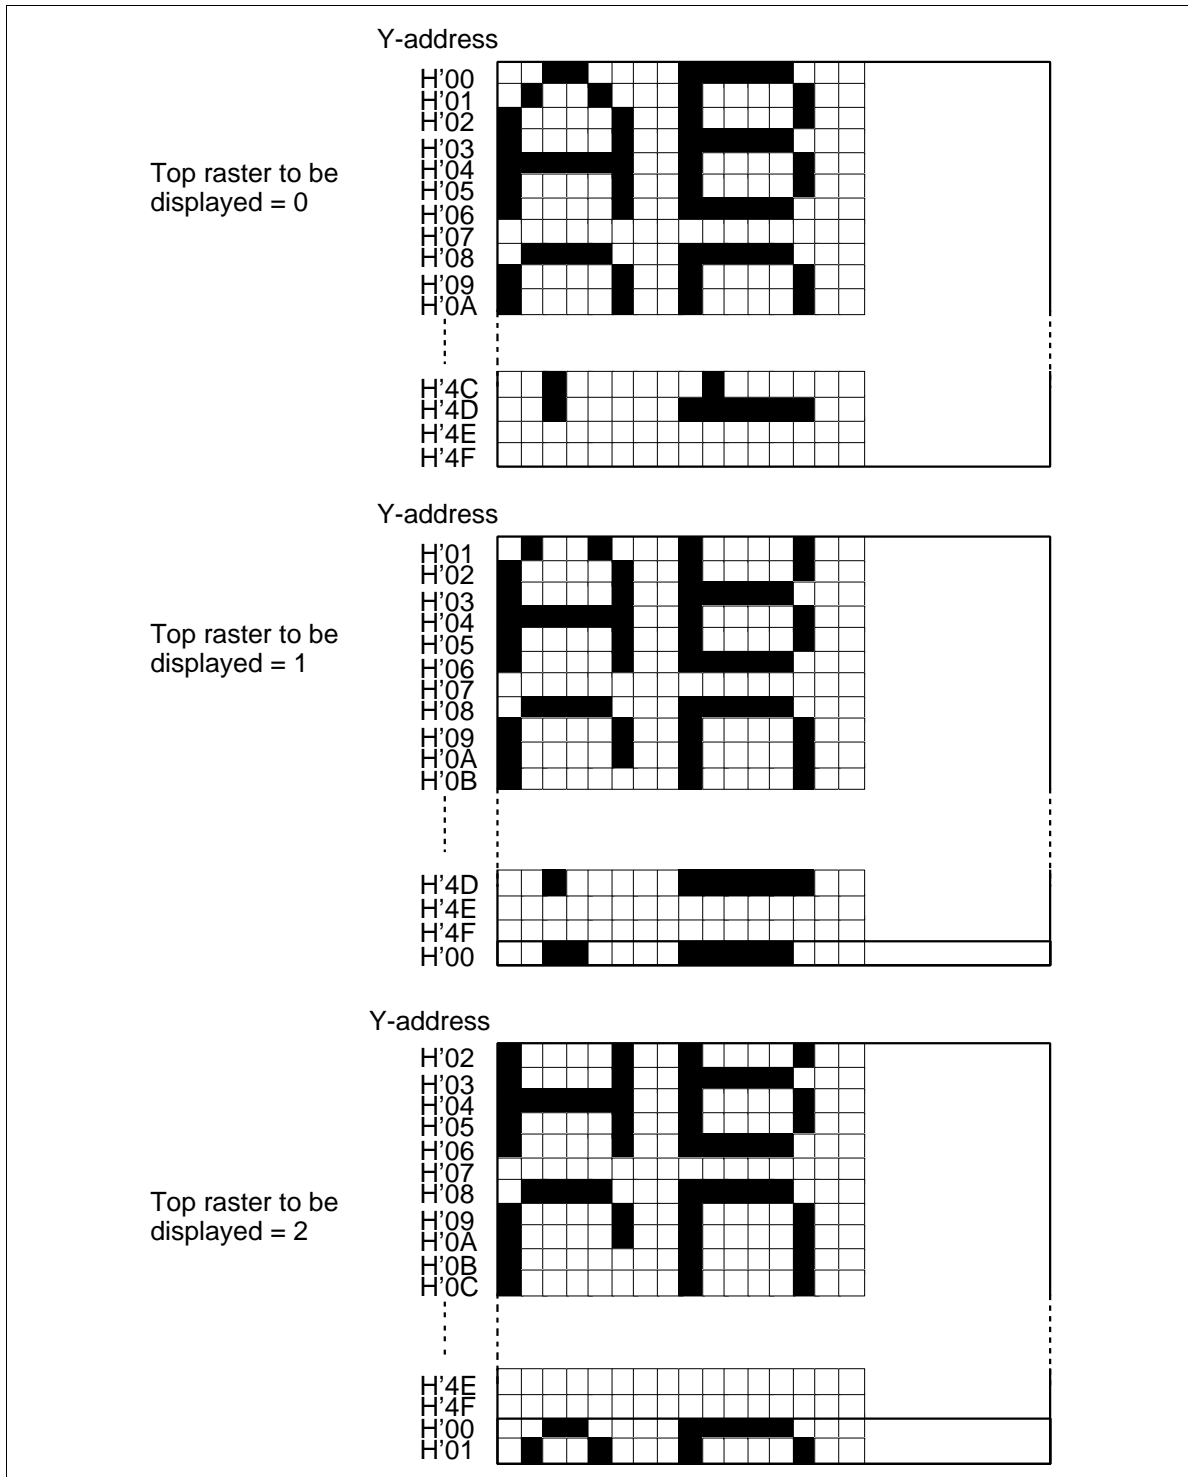 Y-address
H'00
H'01
H'02
H'03
Top raster to be
displayed = 0
H'04
H'05
H'06
H'07
H'08
H'09
H'0A
H'4C
H'4D
H'4E
H'4F
Y-address
H'01
H'02
H'03
H'04
Top raster to be
displayed = 1
H'05
H'06
H'07
H'08
H'09
H'0A
H'0B
H'4D
H'4E
H'4F
H'00
Y-address
H'02
H'03
H'04
H'05
H'06
H'07
H'08
Top raster to be
displayed = 2
H'09
H'0A
H'0B
H'0C
H'4E
H'4F
H'00
H'01